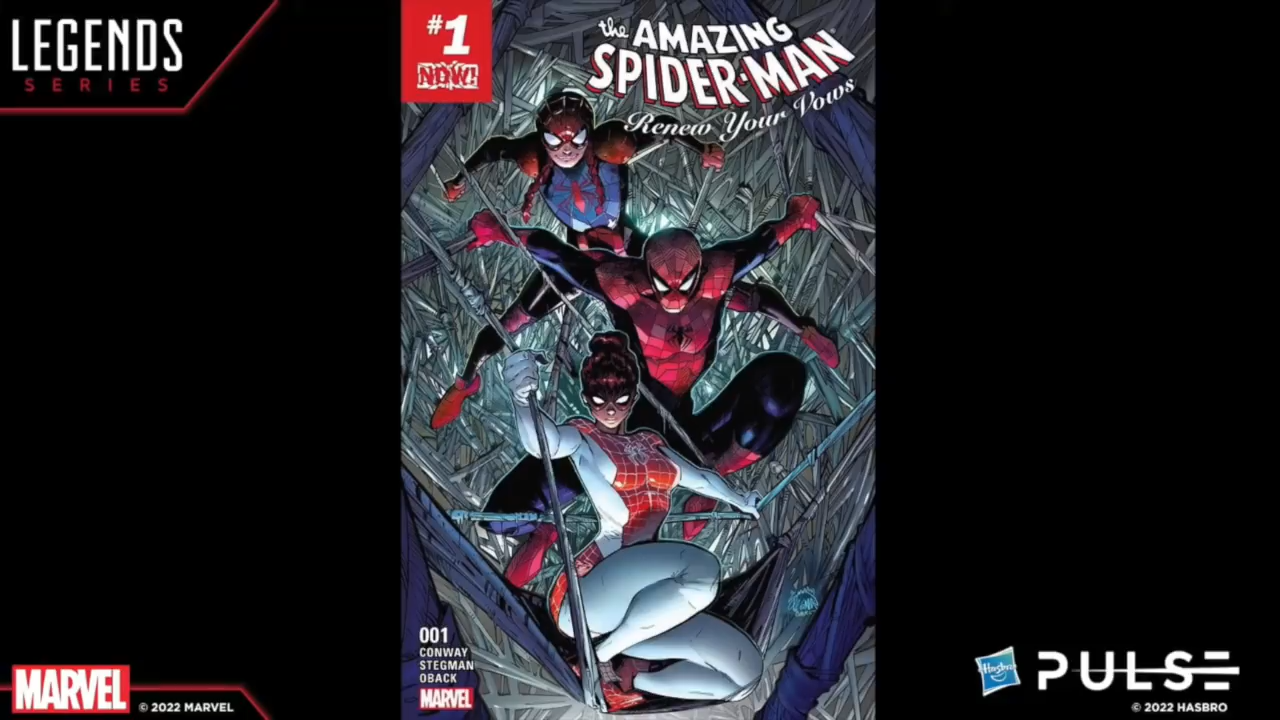 LEGENDS
SERIES
#1
NOW!
the AMAZING
SPIDER-MAN
Renew Your Vows
001
CONWAY
STEGMAN
OBACK
MARVEL
MARVEL
© 2022 MARVEL
Hasbro
PULSE
© 2022 HASBRO